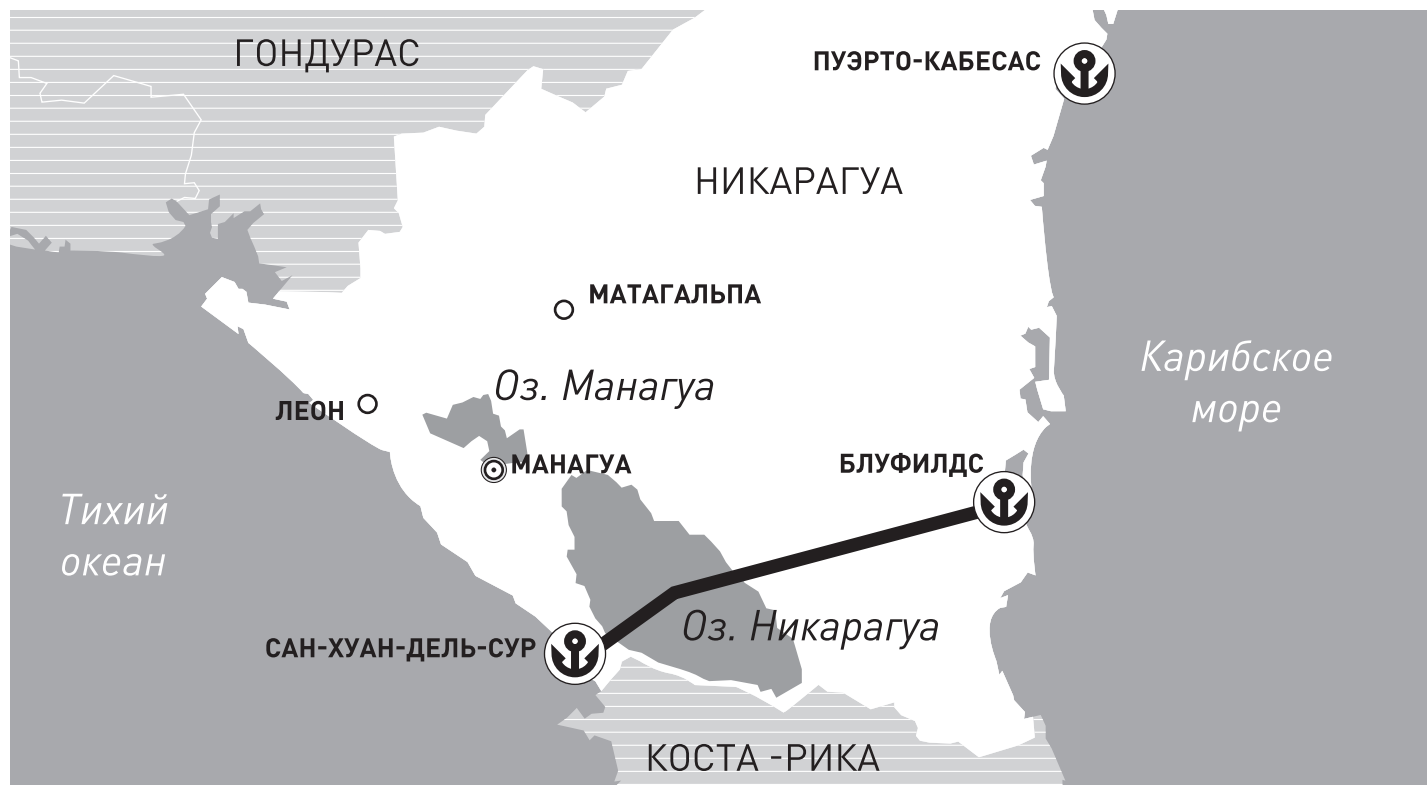 ГОНДУРАС
ПУЭРТО-КАБЕСАС
НИКАРАГУА
МАТАГАЛЬПА
Карибское
море
Оз. Манагуа
ЛЕОН
МАНАГУА
БЛУФИЛДС
Тихий
океан
Оз. Никарагуа
САН-ХУАН-ДЕЛЬ-СУР
КОСТА -РИКА